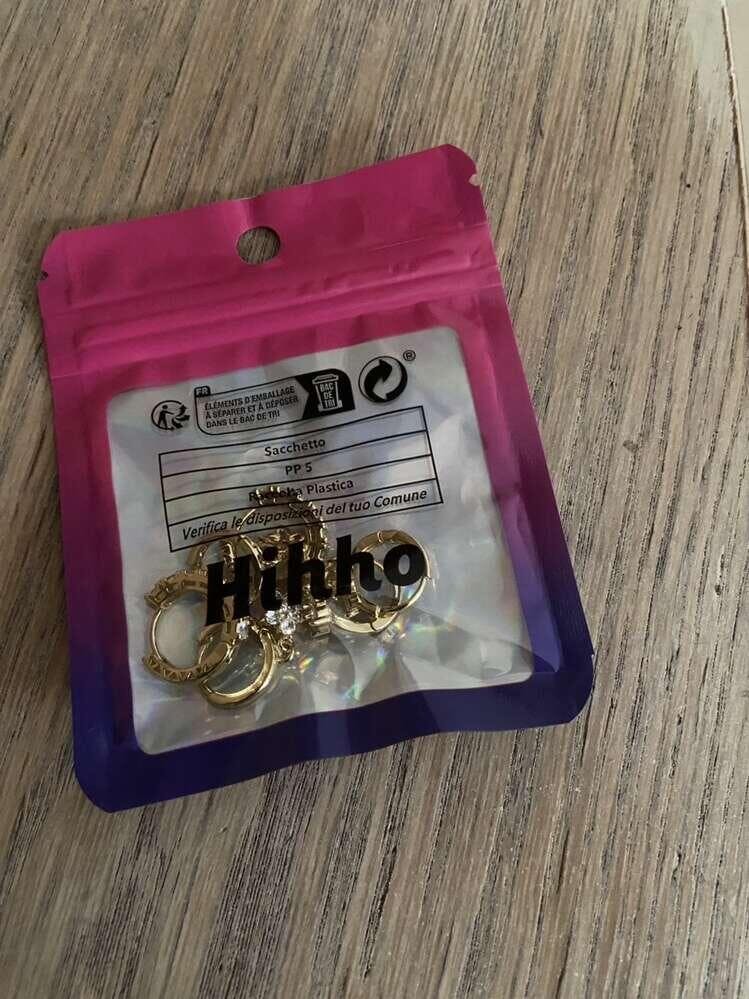 FR
ÉLÉMENTS D'EMBALLAGE
À SÉPARER ET À DÉPOSER
DANS LE BAC DE TRI
BAC
DE
TRI
®
Sacchetto
PP 5
Raccolta Plastica
Verifica le disposizioni del tuo Comune
Hihho